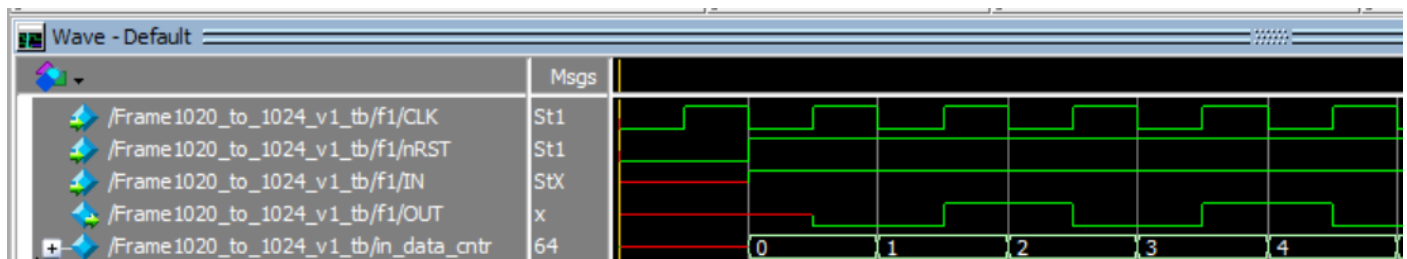 Wave - Default
Msgs
/Frame1020_to_1024_v1_tb/f1/CLK St1
/Frame1020_to_1024_v1_tb/f1/nRST St1
/Frame1020_to_1024_v1_tb/f1/IN StX
/Frame1020_to_1024_v1_tb/f1/OUT x
/Frame1020_to_1024_v1_tb/in_data_cntr 64 0 1 2 3 4